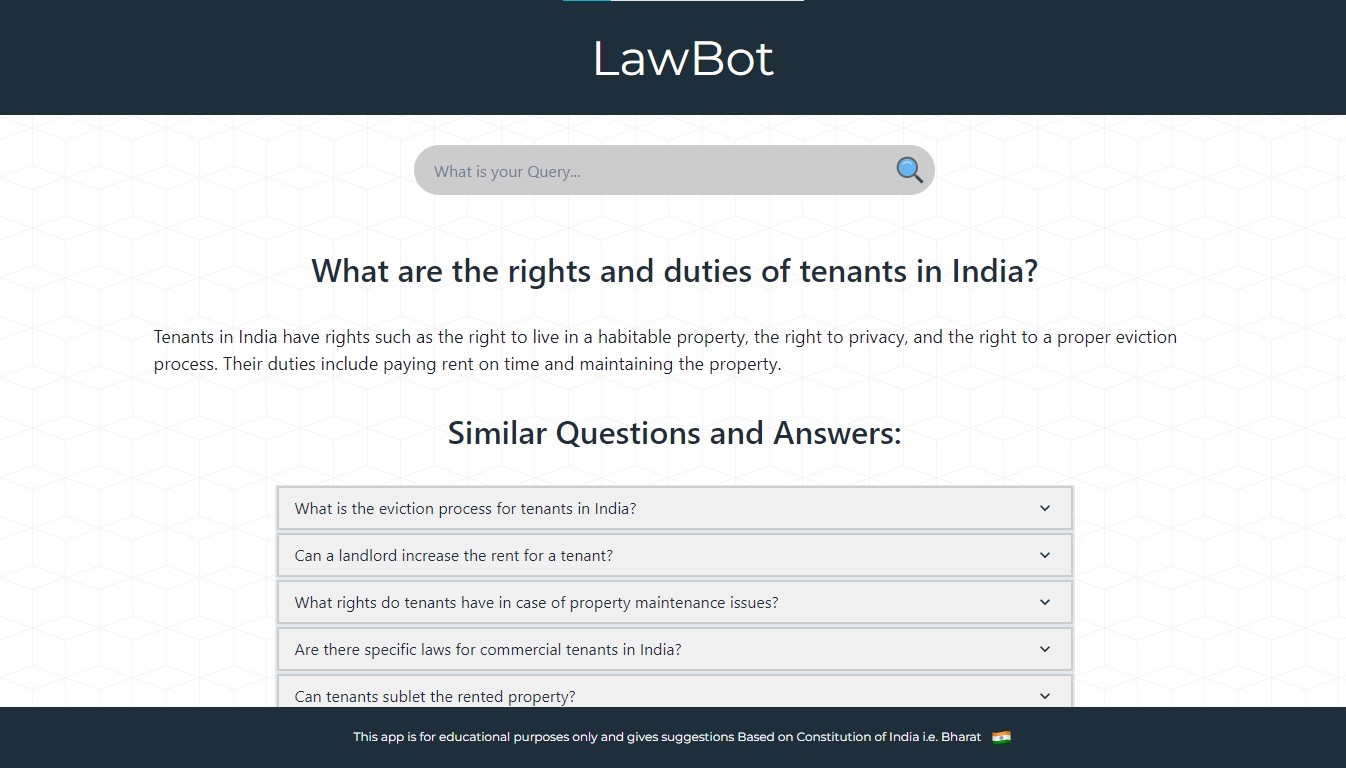 LawBot
What is your Query...
What are the rights and duties of tenants in India?
Tenants in India have rights such as the right to live in a habitable property, the right to privacy, and the right to a proper eviction
process. Their duties include paying rent on time and maintaining the property.
Similar Questions and Answers:
What is the eviction process for tenants in India?
Can a landlord increase the rent for a tenant?
What rights do tenants have in case of property maintenance issues?
Are there specific laws for commercial tenants in India?
Can tenants sublet the rented property?
This app is for educational purposes only and gives suggestions Based on Constitution of India i.e. Bharat